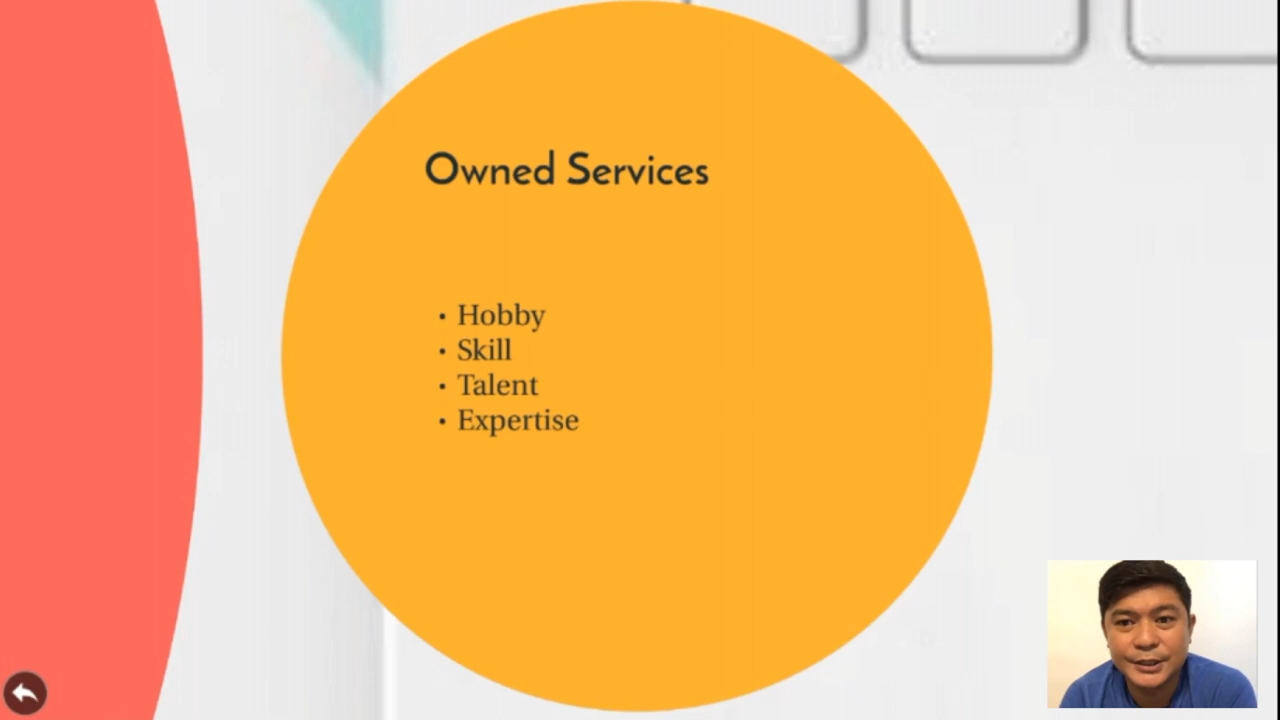 Owned Services
• Hobby
• Skill
• Talent
• Expertise